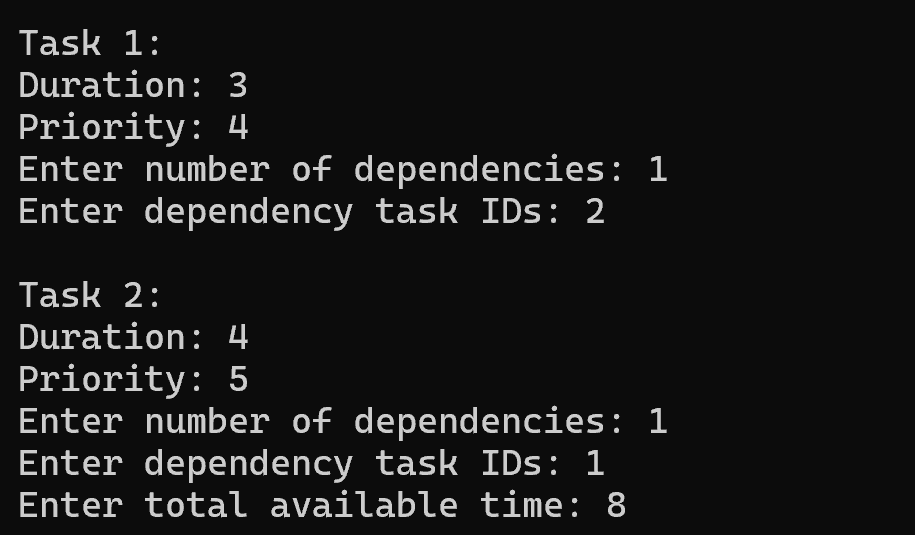 Task 1:
Duration: 3
Priority: 4
Enter number of dependencies: 1
Enter dependency task IDs: 2
Task 2:
Duration: 4
Priority: 5
Enter number of dependencies: 1
Enter dependency task IDs: 1
Enter total available time: 8